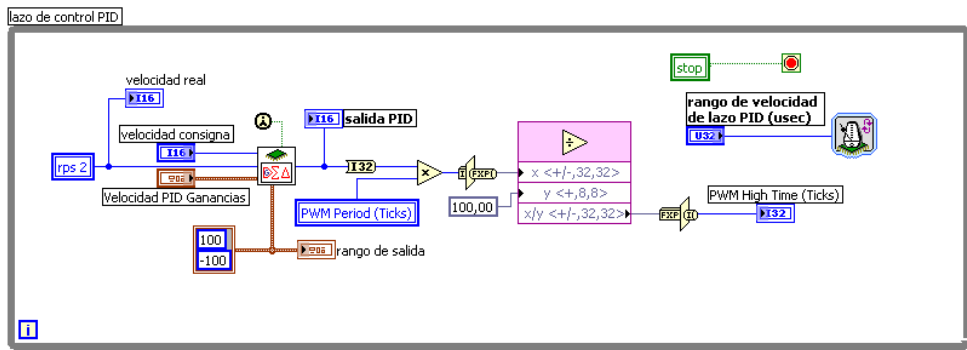 lazo de control PID
velocidad real
I16
velocidad consigna
I16
rps 2
Velocidad PID Ganancias
I16
salida PID
I32
PWM Period (Ticks)
100
-100
rango de salida
FXP
100,00
x <+/-,32,32>
y <+,8,8>
x/y <+/-,32,32>
FXP
stop
rango de velocidad
de lazo PID (usec)
U32
PWM High Time (Ticks)
I32
i